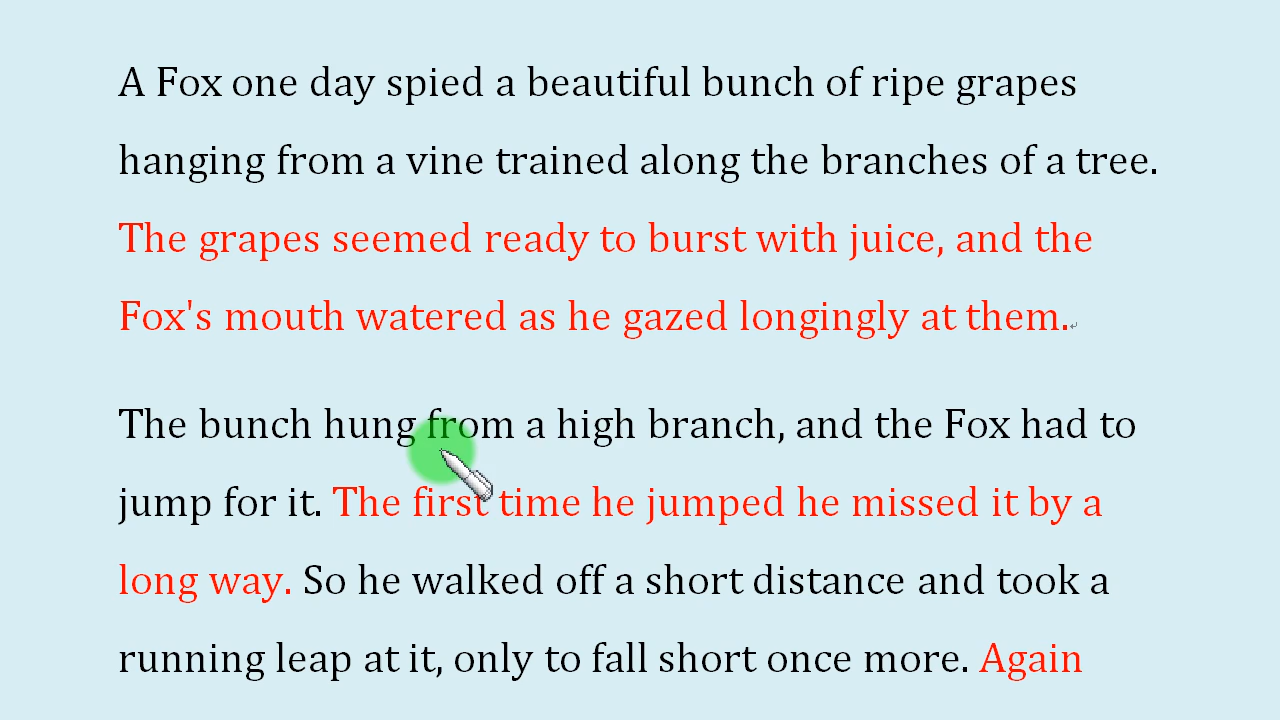 A Fox one day spied a beautiful bunch of ripe grapes
hanging from a vine trained along the branches of a tree.
The grapes seemed ready to burst with juice, and the
Fox's mouth watered as he gazed longingly at them.
The bunch hung from a high branch, and the Fox had to
jump for it. The first time he jumped he missed it by a
long way. So he walked off a short distance and took a
running leap at it, only to fall short once more. Again